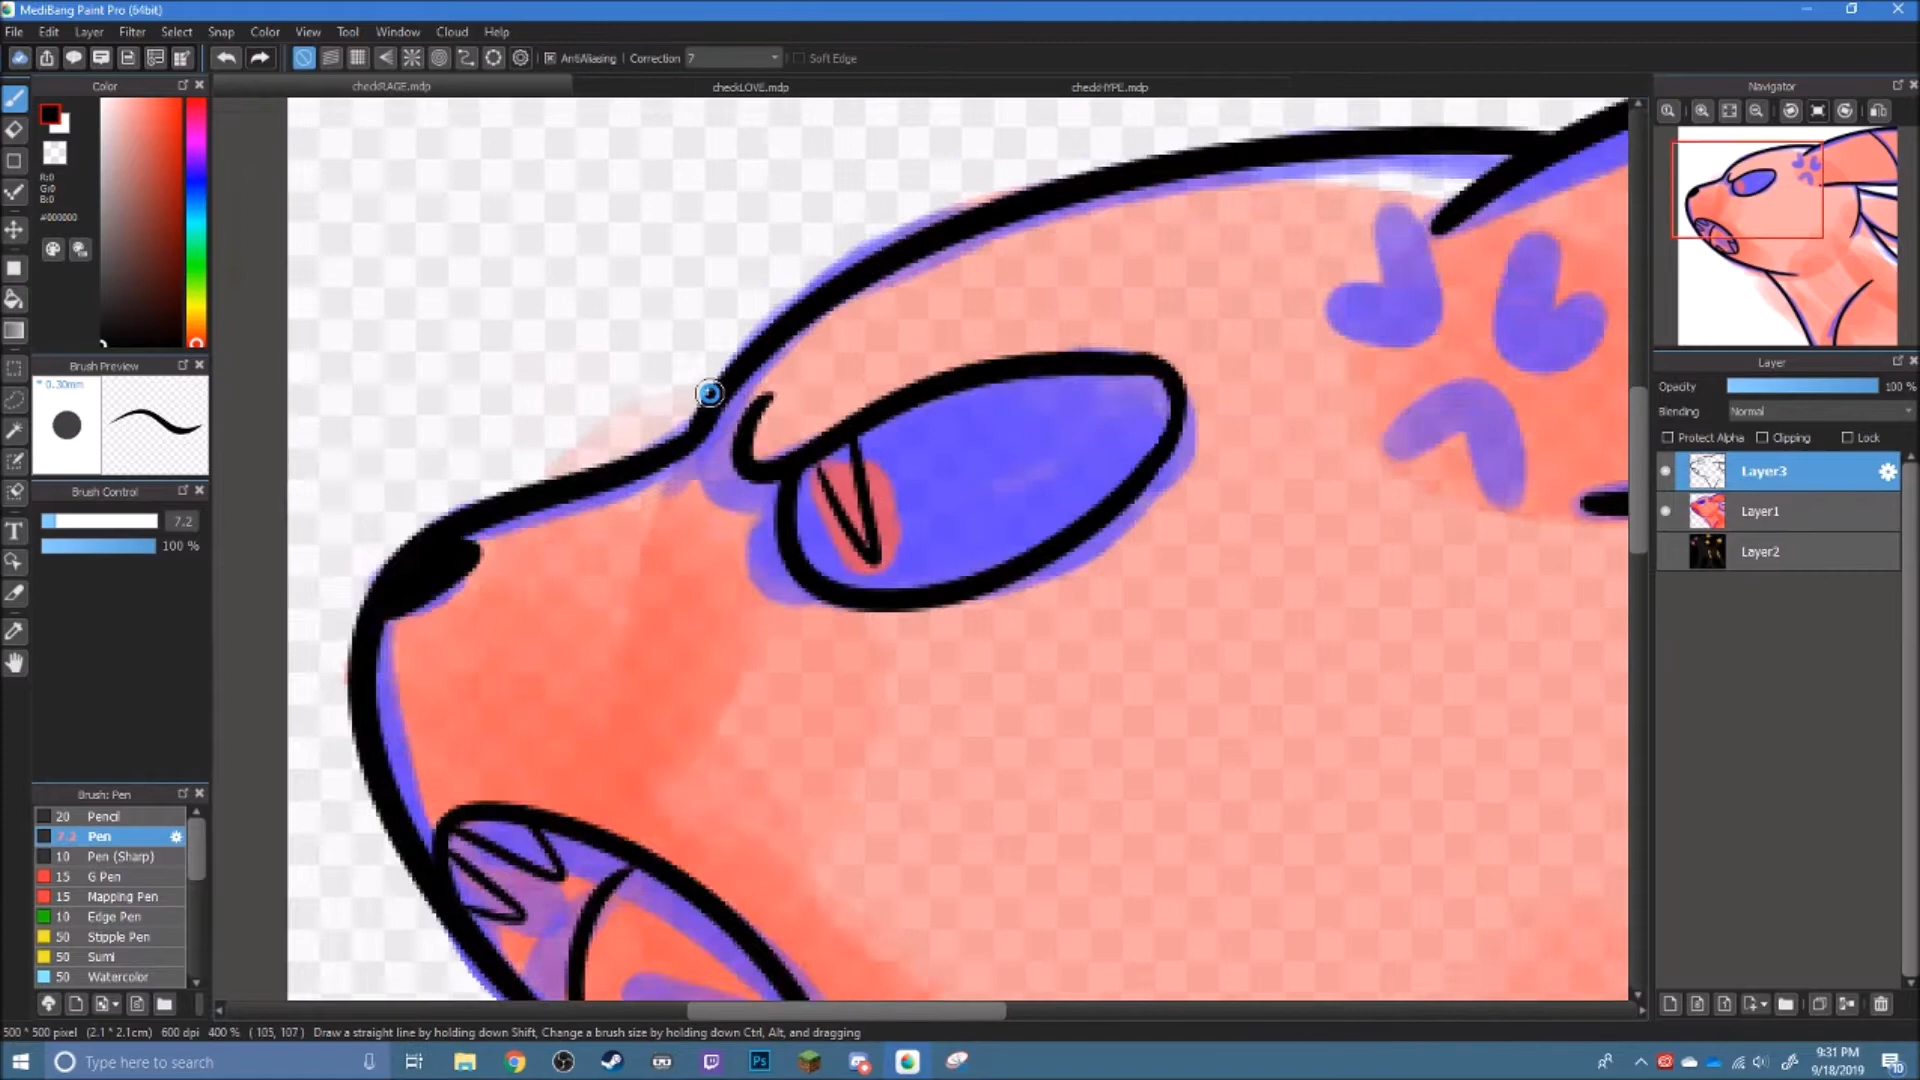 MediBang Paint Pro (64bit)
File Edit Layer Filter Select Snap Color View Tool Window Cloud Help
AntiAliasing Correction 7 Soft Edge
Color
checkRAGE.mdp checkLOVE.mdp checkHYPE.mdp
Navigator
R:0
G:0
B:0
#000000
Brush Preview
* 0.30mm
Layer
Opacity 100 %
Blending Normal
Protect Alpha Clipping Lock
Layer3
Layer1
Layer2
Brush Control
7.2
100 %
Brush: Pen
20 Pencil
7.2 Pen
10 Pen (Sharp)
15 G Pen
15 Mapping Pen
10 Edge Pen
50 Stipple Pen
50 Sumi
50 Watercolor
500 * 500 pixel (2.1 * 2.1cm) 600 dpi 400 % ( 105, 107 ) Draw a straight line by holding down Shift, Change a brush size by holding down Ctrl, Alt, and dragging
Type here to search
Ps
9:31 PM
9/18/2019
10